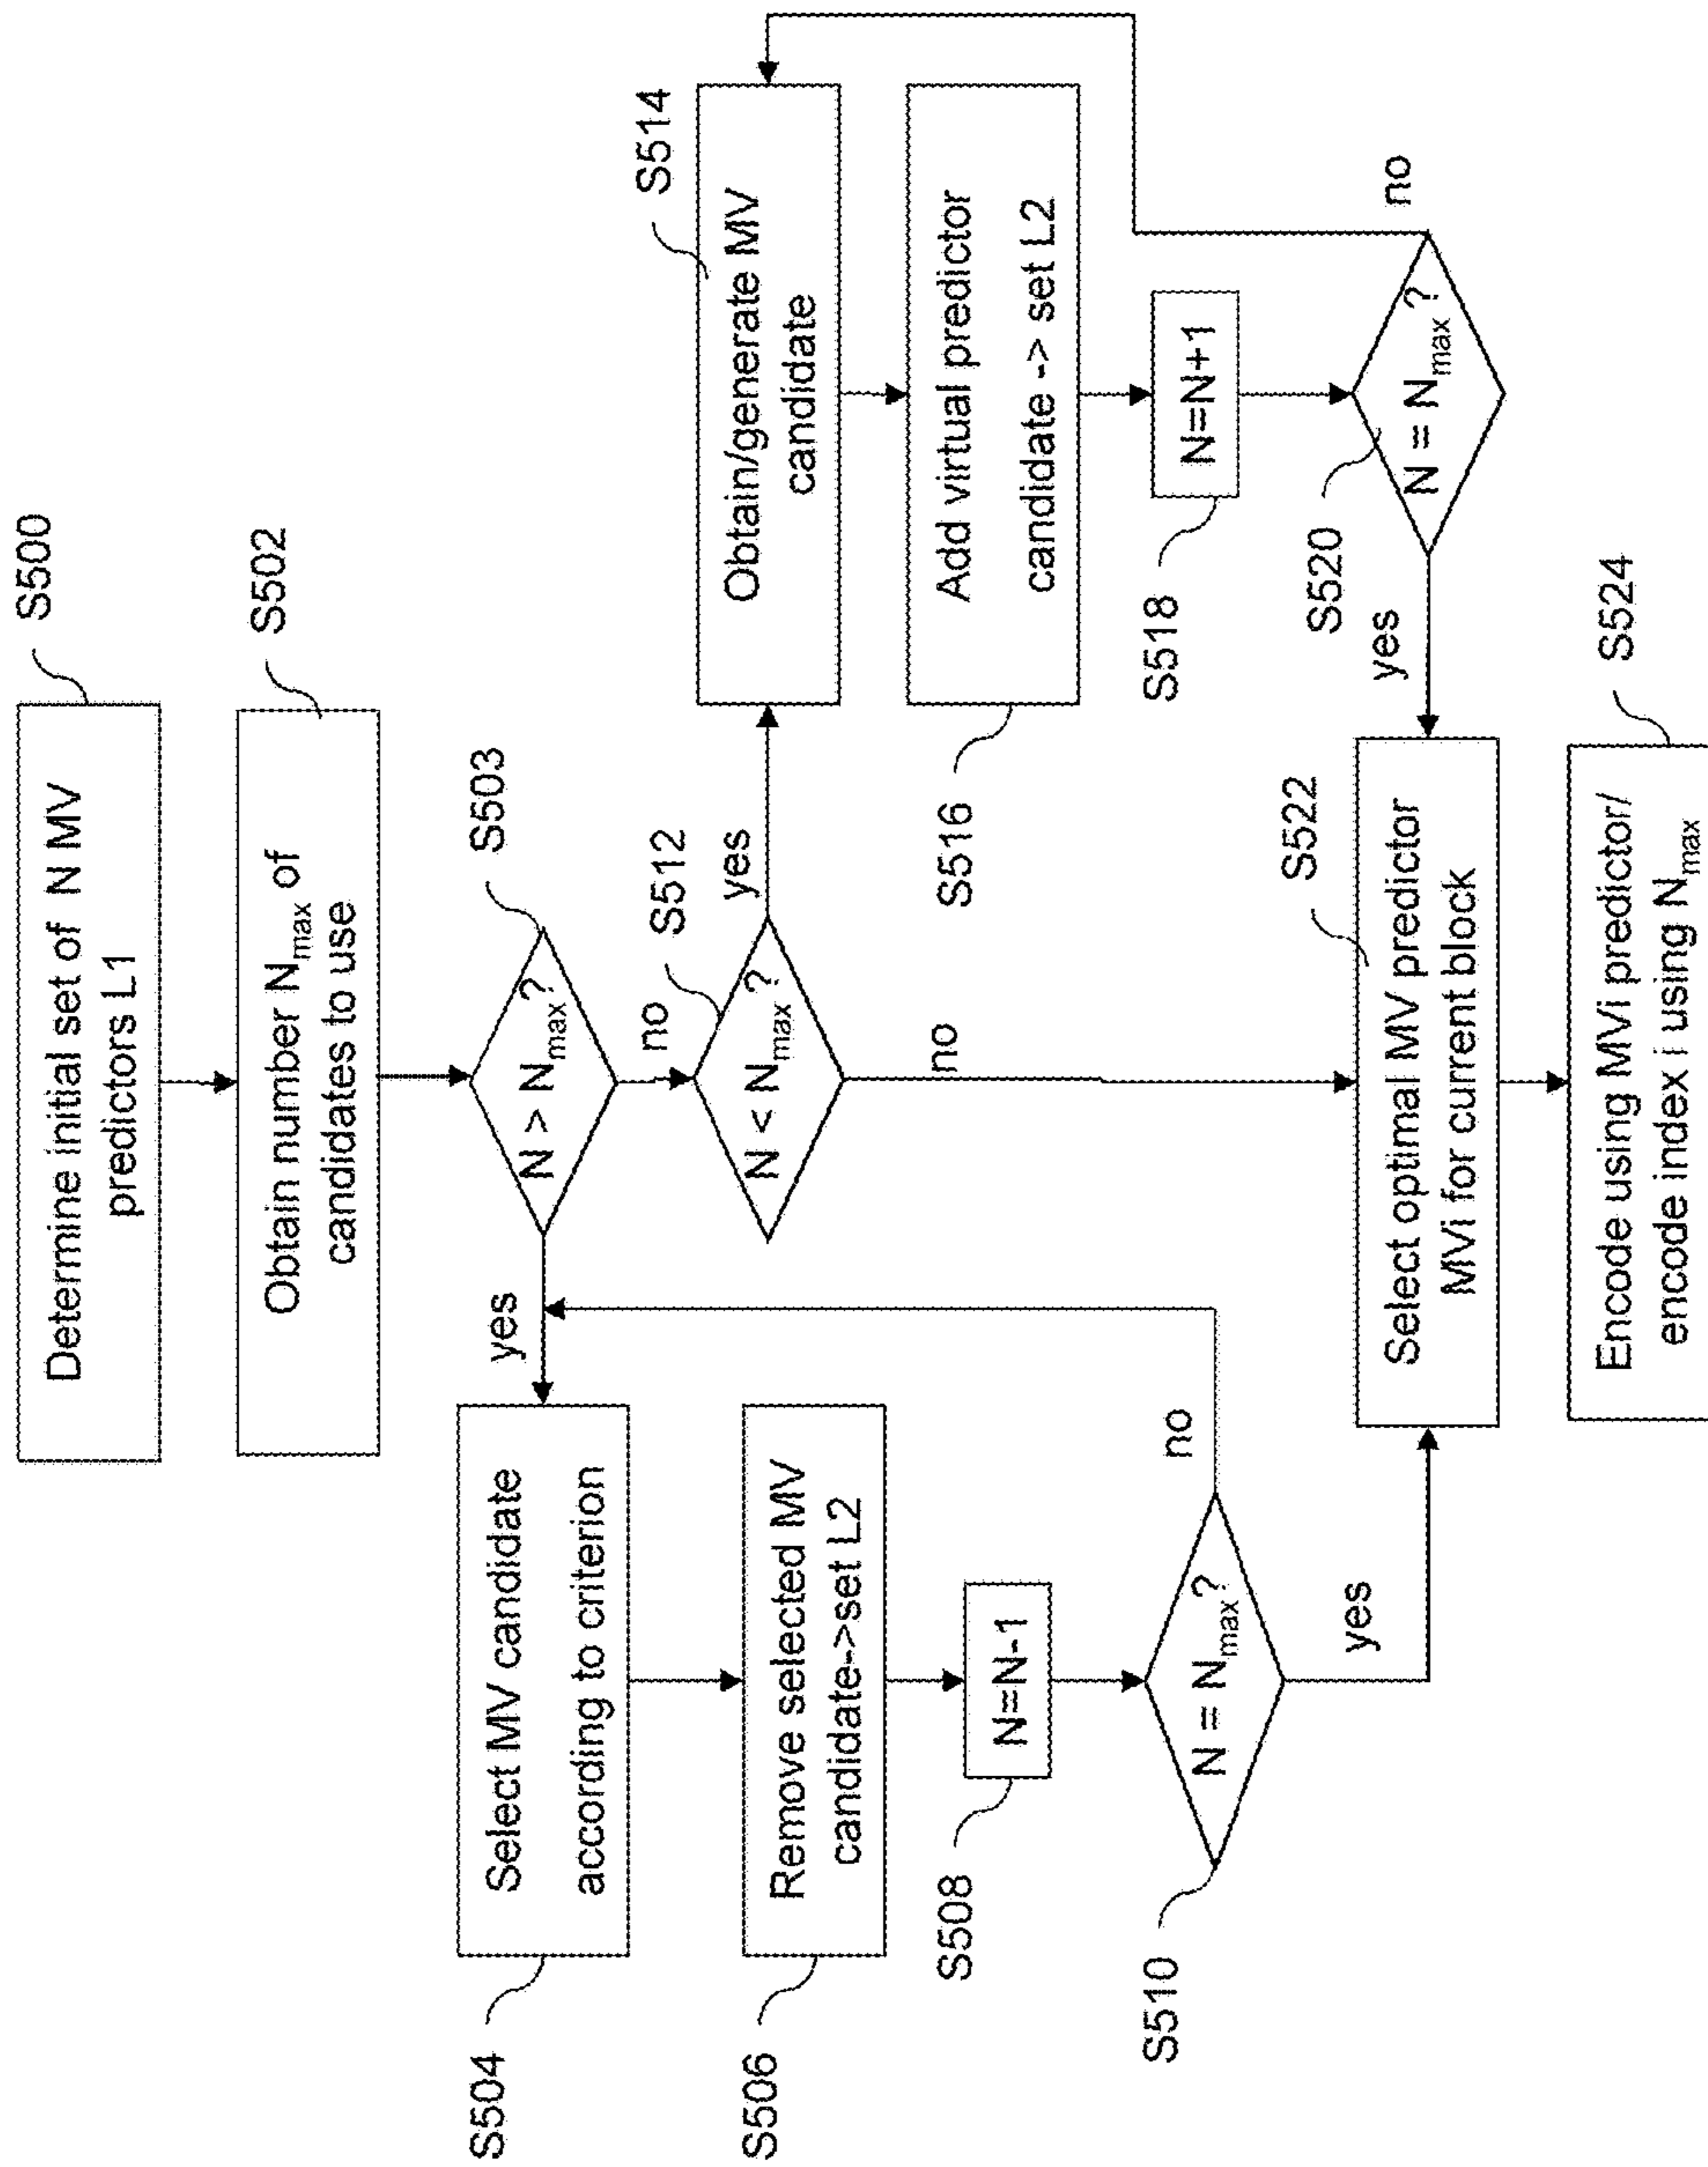 Determine initial set of N MV
predictors L1
S500
Obtain number Nmax of
candidates to use
S502
N > Nmax?
S503
yes
no
Select MV candidate
according to criterion
S504
Remove selected MV
candidate->set L2
S506
N=N-1
S508
N = Nmax?
S510
no
yes
N < Nmax?
S512
yes
no
Obtain/generate MV
candidate
S514
Add virtual predictor
candidate -> set L2
S516
N=N+1
S518
N = Nmax?
S520
no
yes
Select optimal MV predictor
MVi for current block
S522
Encode using MVi predictor/
encode index i using Nmax
S524